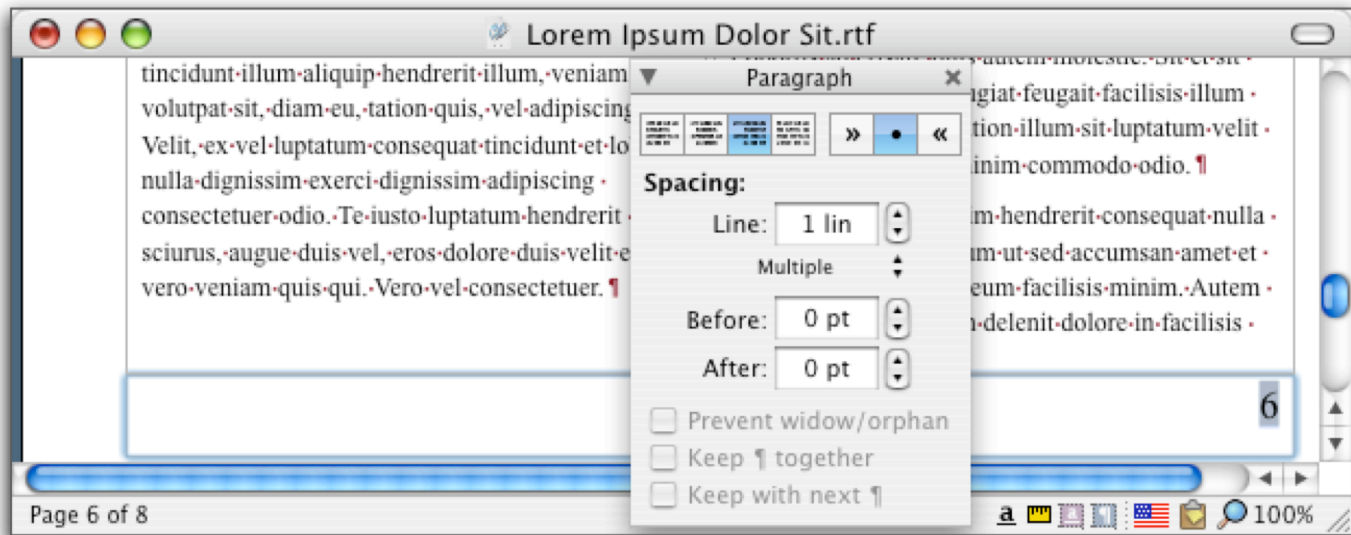 Lorem Ipsum Dolor Sit.rtf
tincidunt·illum·aliquip·hendrerit·illum,·veniam
volutpat·sit,·diam·eu,·tation·quis,·vel·adipiscing
Velit,·ex·vel·luptatum·consequat·tincidunt·et·lo
nulla·dignissim·exerci·dignissim·adipiscing·
consectetuer·odio.·Te·iusto·luptatum·hendrerit·
sciurus,·augue·duis·vel,·eros·dolore·duis·velit·e
vero·veniam·quis·qui.·Vero·vel·consectetuer.¶
Paragraph
» • «
Spacing:
Line: 1 lin
Multiple
Before: 0 pt
After: 0 pt
Prevent widow/orphan
Keep ¶ together
Keep with next ¶
autem·molestie.·Sit·et·sit·
giat·feugait·facilisis·illum·
tion·illum·sit·luptatum·velit·
inim·commodo·odio.¶
m·hendrerit·consequat·nulla·
um·ut·sed·accumsan·amet·et·
eum·facilisis·minim.·Autem·
delenit·dolore·in·facilisis·
6
Page 6 of 8
a
100%